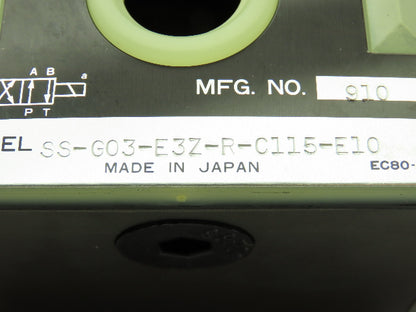 A B
a
P T
MFG. NO. 910
EL SS-G03-E3Z-R-C115-E10
MADE IN JAPAN EC80-